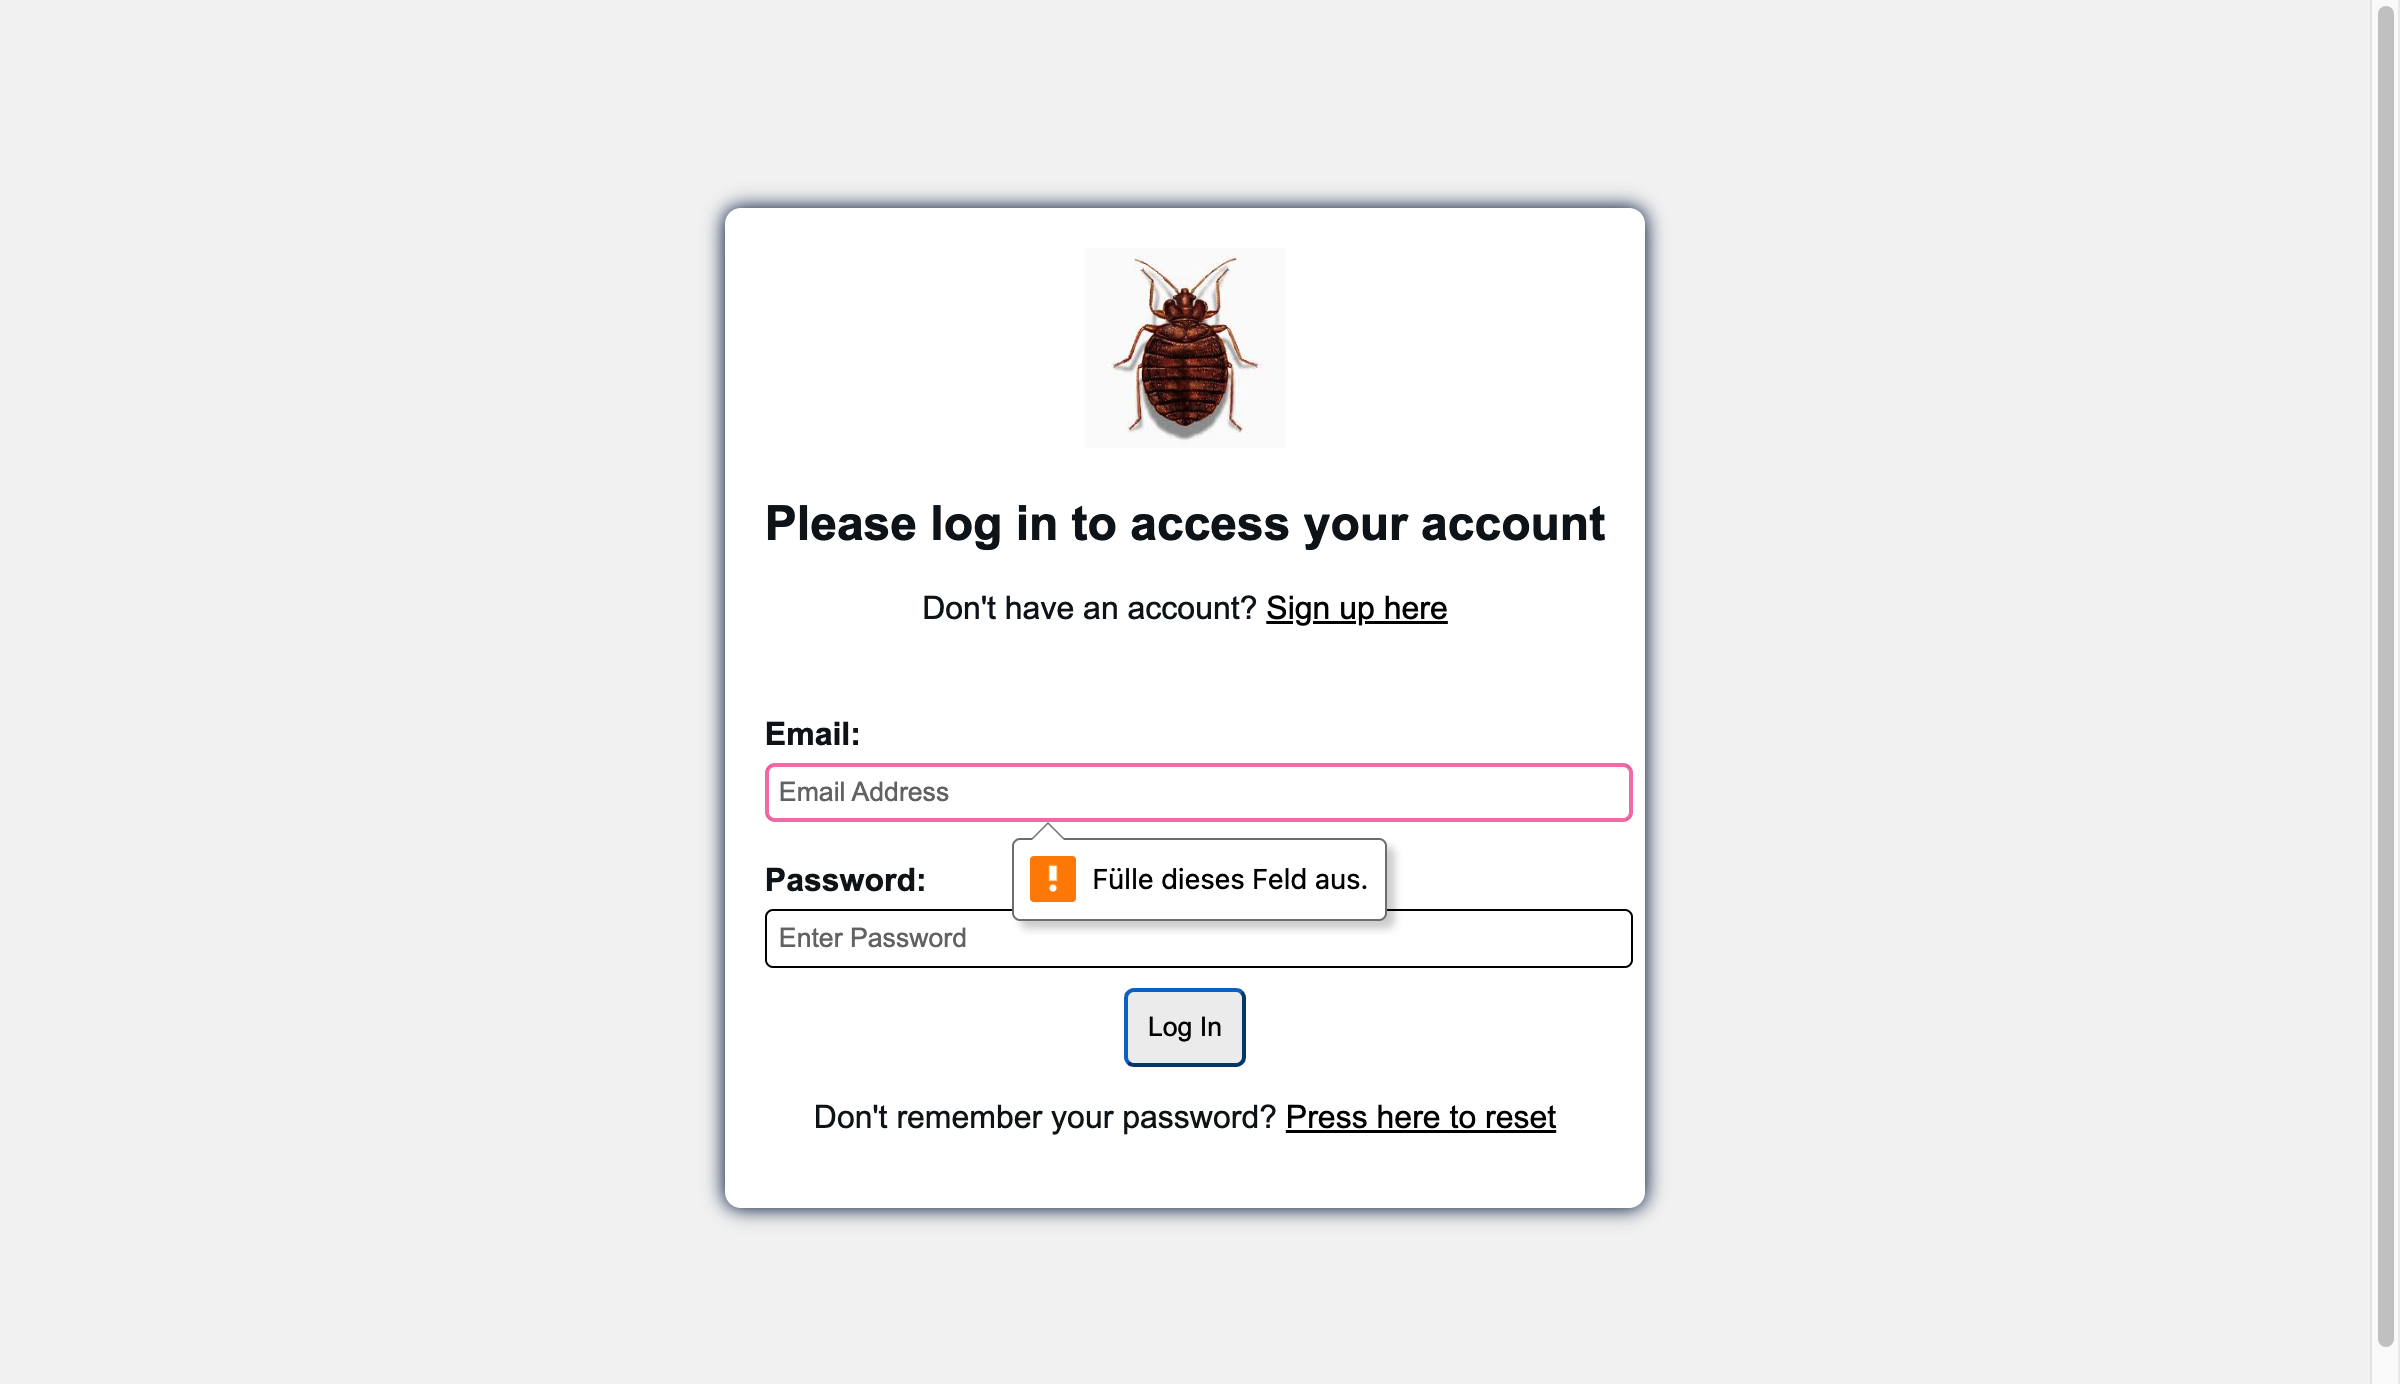 Please log in to access your account
Don't have an account? Sign up here
Email:
Email Address
Fülle dieses Feld aus.
Password:
Enter Password
Log In
Don't remember your password? Press here to reset